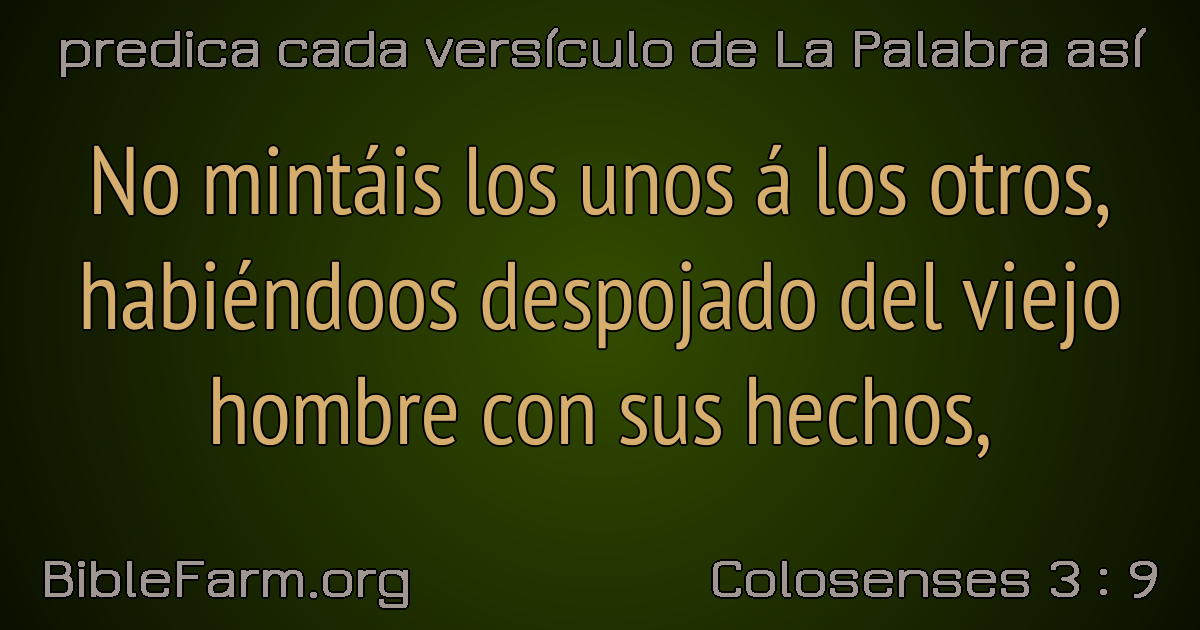 predica cada versículo de La Palabra así
No mintáis los unos á los otros,
habiéndoos despojado del viejo
hombre con sus hechos,
BibleFarm.org
Colosenses 3 : 9